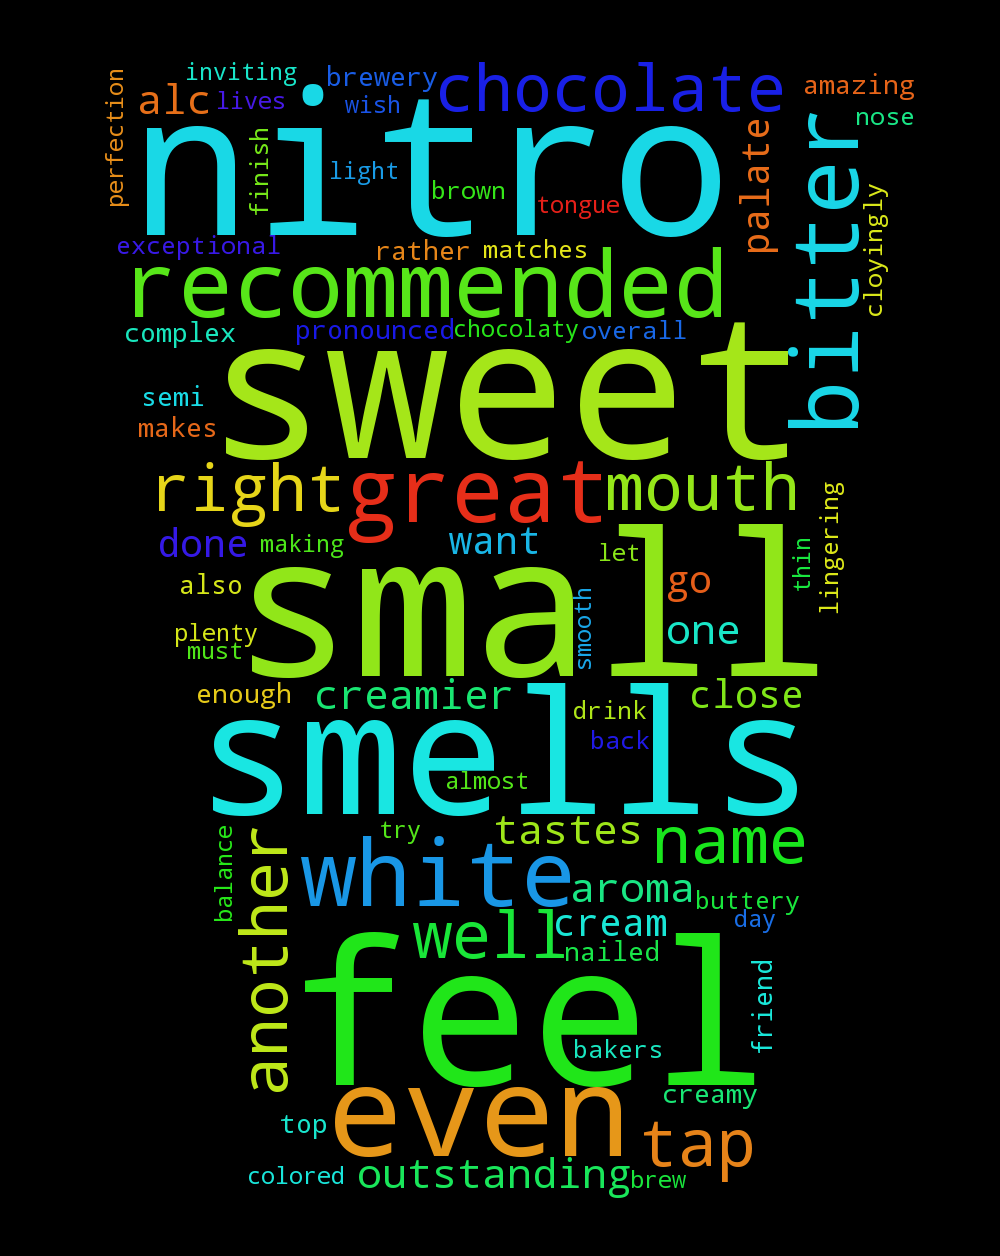 inviting
brewery
chocolate
amazing
perfection
alc
lives
wish
nose
nitro
finish
light
brown
tongue
palate
bitter
cloyingly
exceptional
rather
matches
recommended
complex
pronounced
chocolaty
overall
sweet
semi
makes
right
great
mouth
lingering
done
making
want
let
thin
small
also
go
smooth
one
plenty
must
enough
creamier
close
smells
drink
back
almost
balance
try
tastes
name
another
white
aroma
buttery
well
cream
day
nailed
feel
friend
bakers
even
creamy
top
tap
colored
outstanding
brew